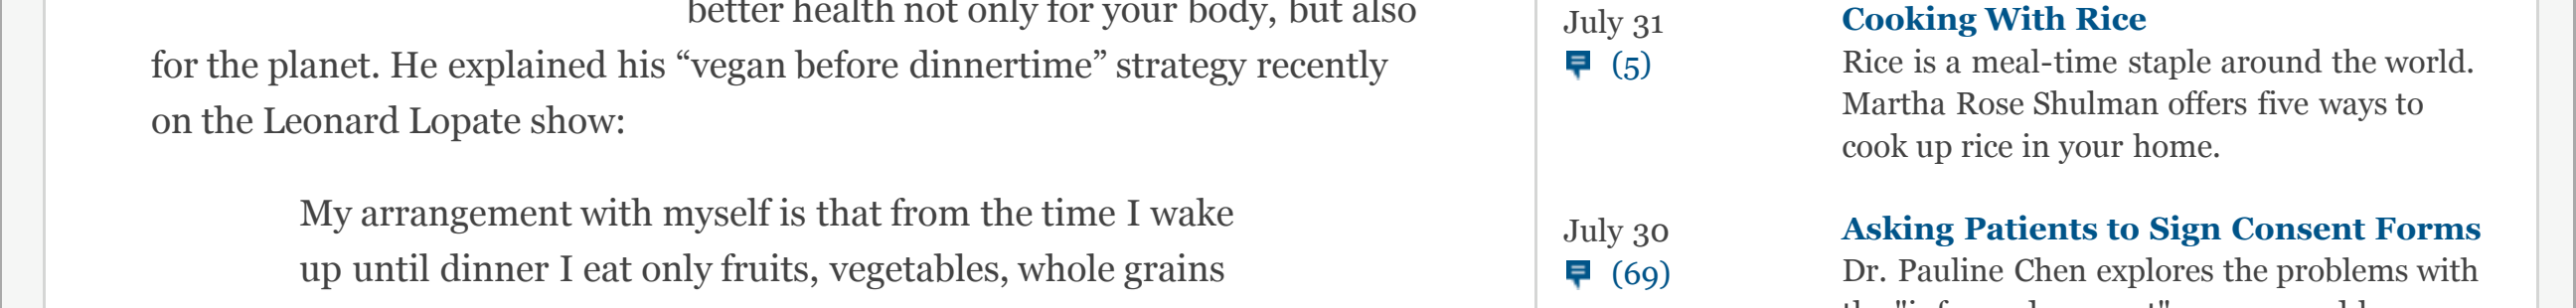 better health not only for your body, but also
for the planet. He explained his “vegan before dinnertime” strategy recently
on the Leonard Lopate show:
My arrangement with myself is that from the time I wake
up until dinner I eat only fruits, vegetables, whole grains
July 31
(5)
Cooking With Rice
Rice is a meal-time staple around the world.
Martha Rose Shulman offers five ways to
cook up rice in your home.
July 30
(69)
Asking Patients to Sign Consent Forms
Dr. Pauline Chen explores the problems with